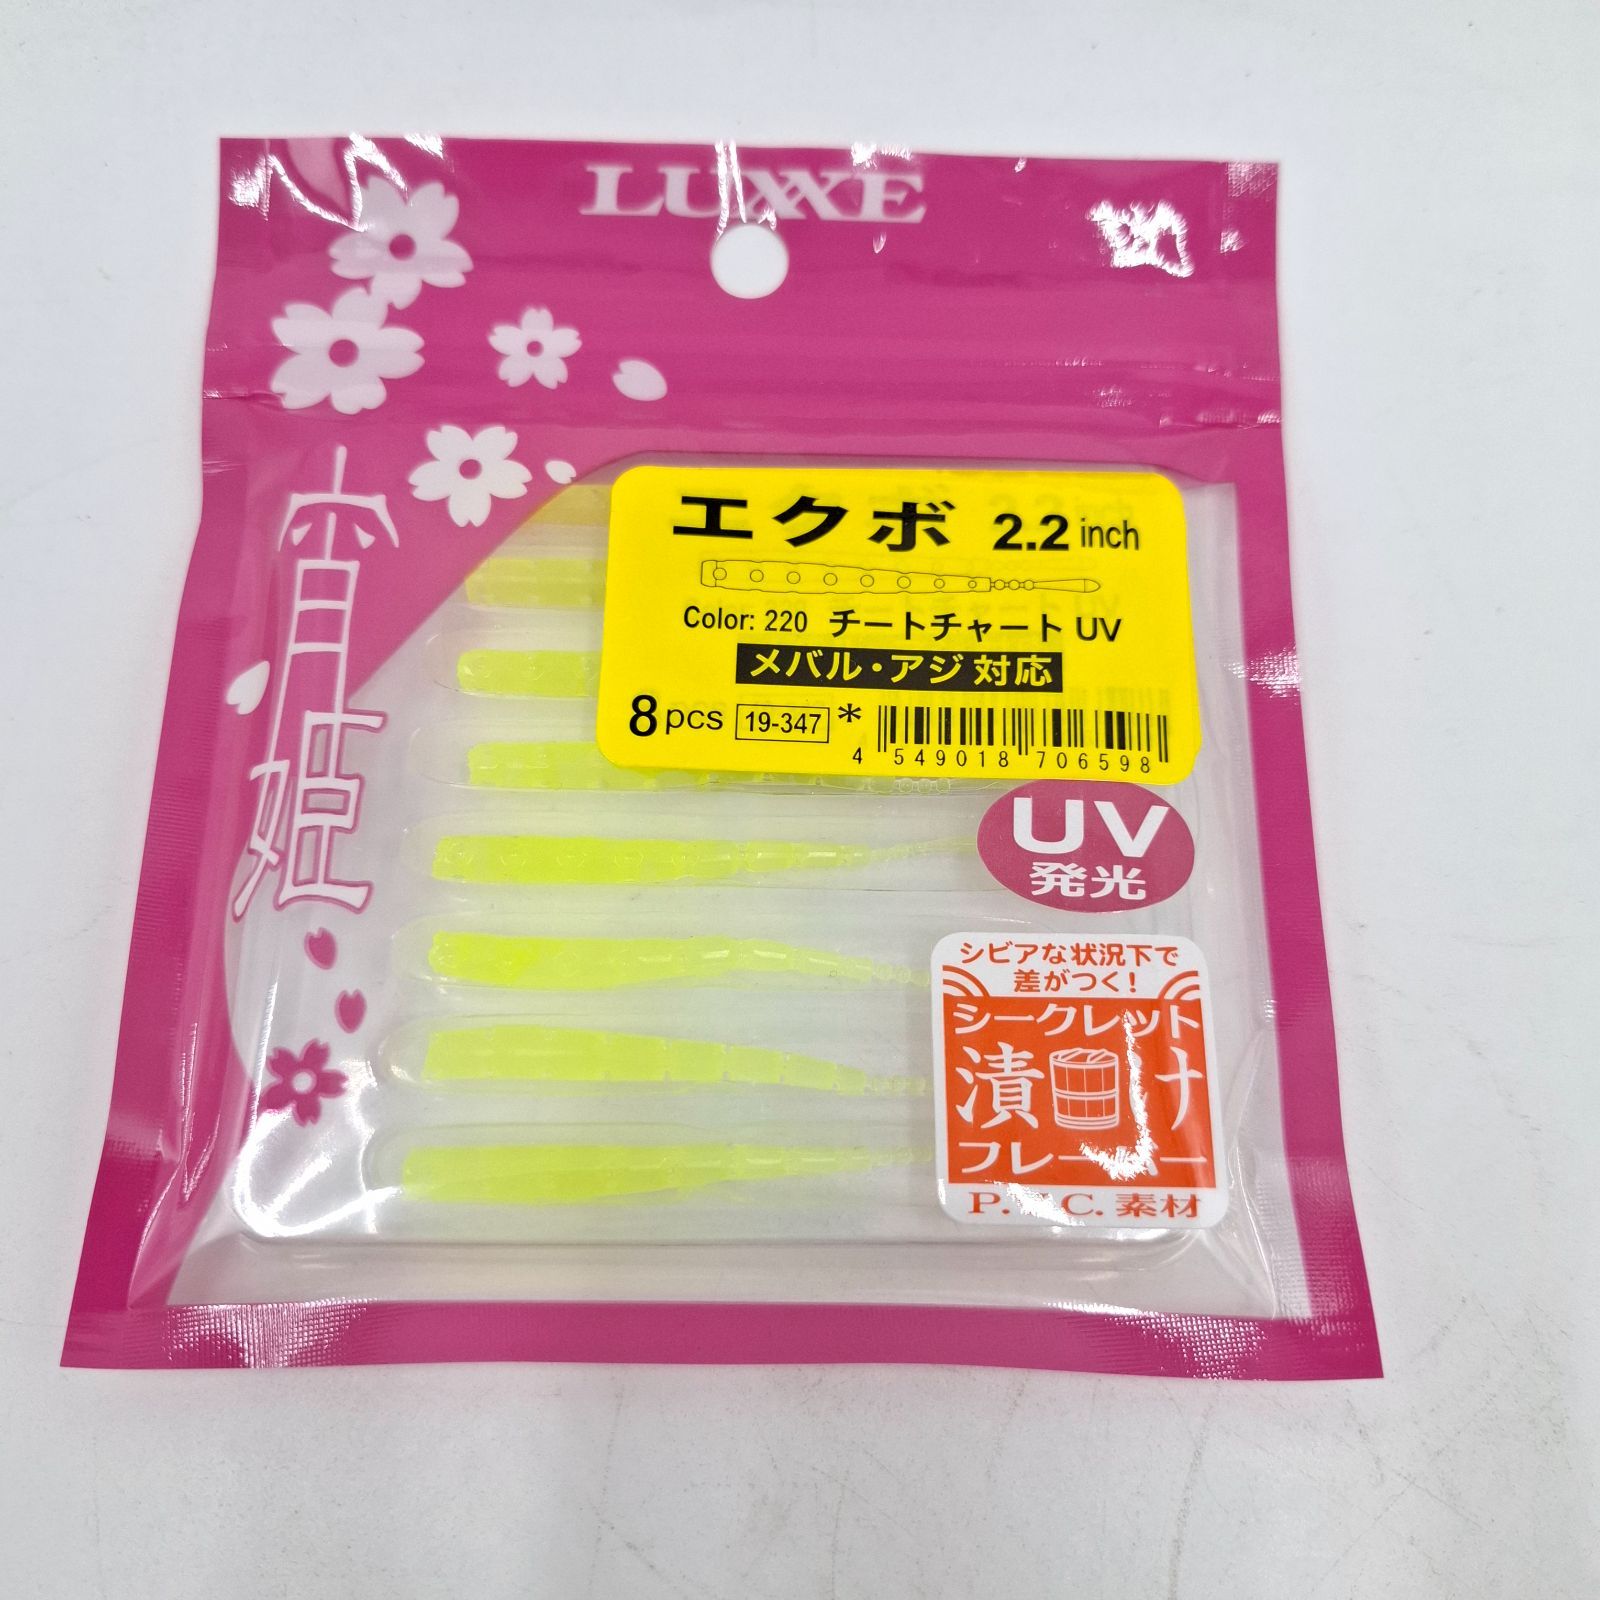 LUXXE
宵姫
エクボ 2.2 inch
Color: 220 チートチャート UV
メバル・アジ 対応
8 pcs 19-347 *
4 549018 706598
UV
発光
シビアな状況下で
差がつく!
シークレット
漬け
フレーバー
P.V.C. 素材